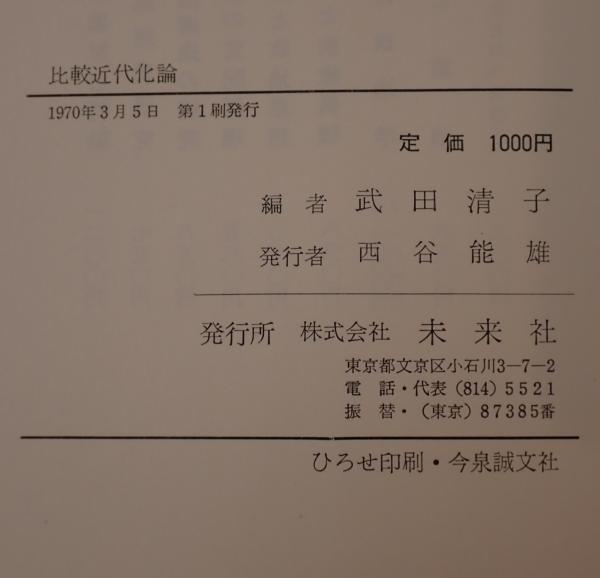 比較近代化論
1970年3月5日　第1刷発行
定　価　1000円
編　者　武　田　清　子
発行者　西　谷　能　雄
発行所　株式会社　未　来　社
東京都文京区小石川3―7―2
電　話・代表(814)5521
振　替・(東京)87385番
ひろせ印刷・今泉誠文社